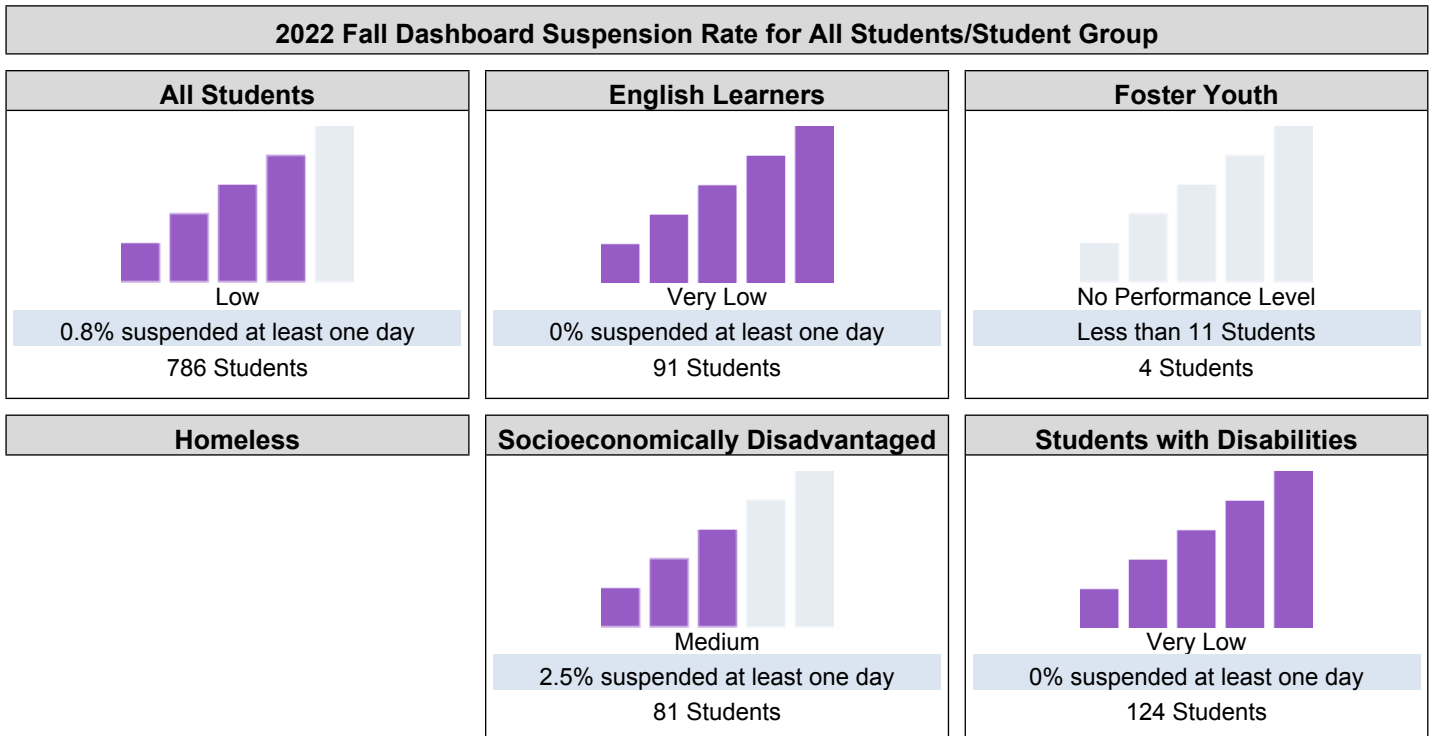 2022 Fall Dashboard Suspension Rate for All Students/Student Group
All Students
Low
0.8% suspended at least one day
786 Students
English Learners
Very Low
0% suspended at least one day
91 Students
Foster Youth
No Performance Level
Less than 11 Students
4 Students
Homeless
Socioeconomically Disadvantaged
Medium
2.5% suspended at least one day
81 Students
Students with Disabilities
Very Low
0% suspended at least one day
124 Students